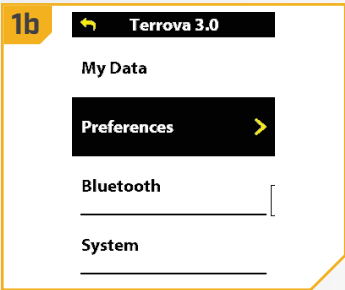 1b
Terrova 3.0
My Data
Preferences
Bluetooth
System